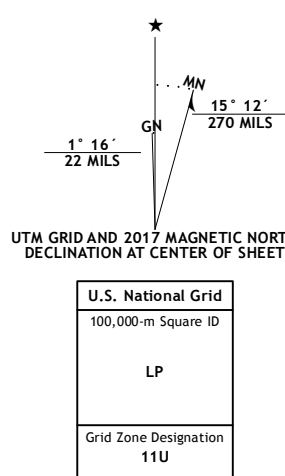 ★
MN
GN
15° 12´
270 MILS
1° 16´
22 MILS
UTM GRID AND 2017 MAGNETIC NORT
DECLINATION AT CENTER OF SHEET
U.S. National Grid
100,000-m Square ID
LP
Grid Zone Designation
11U